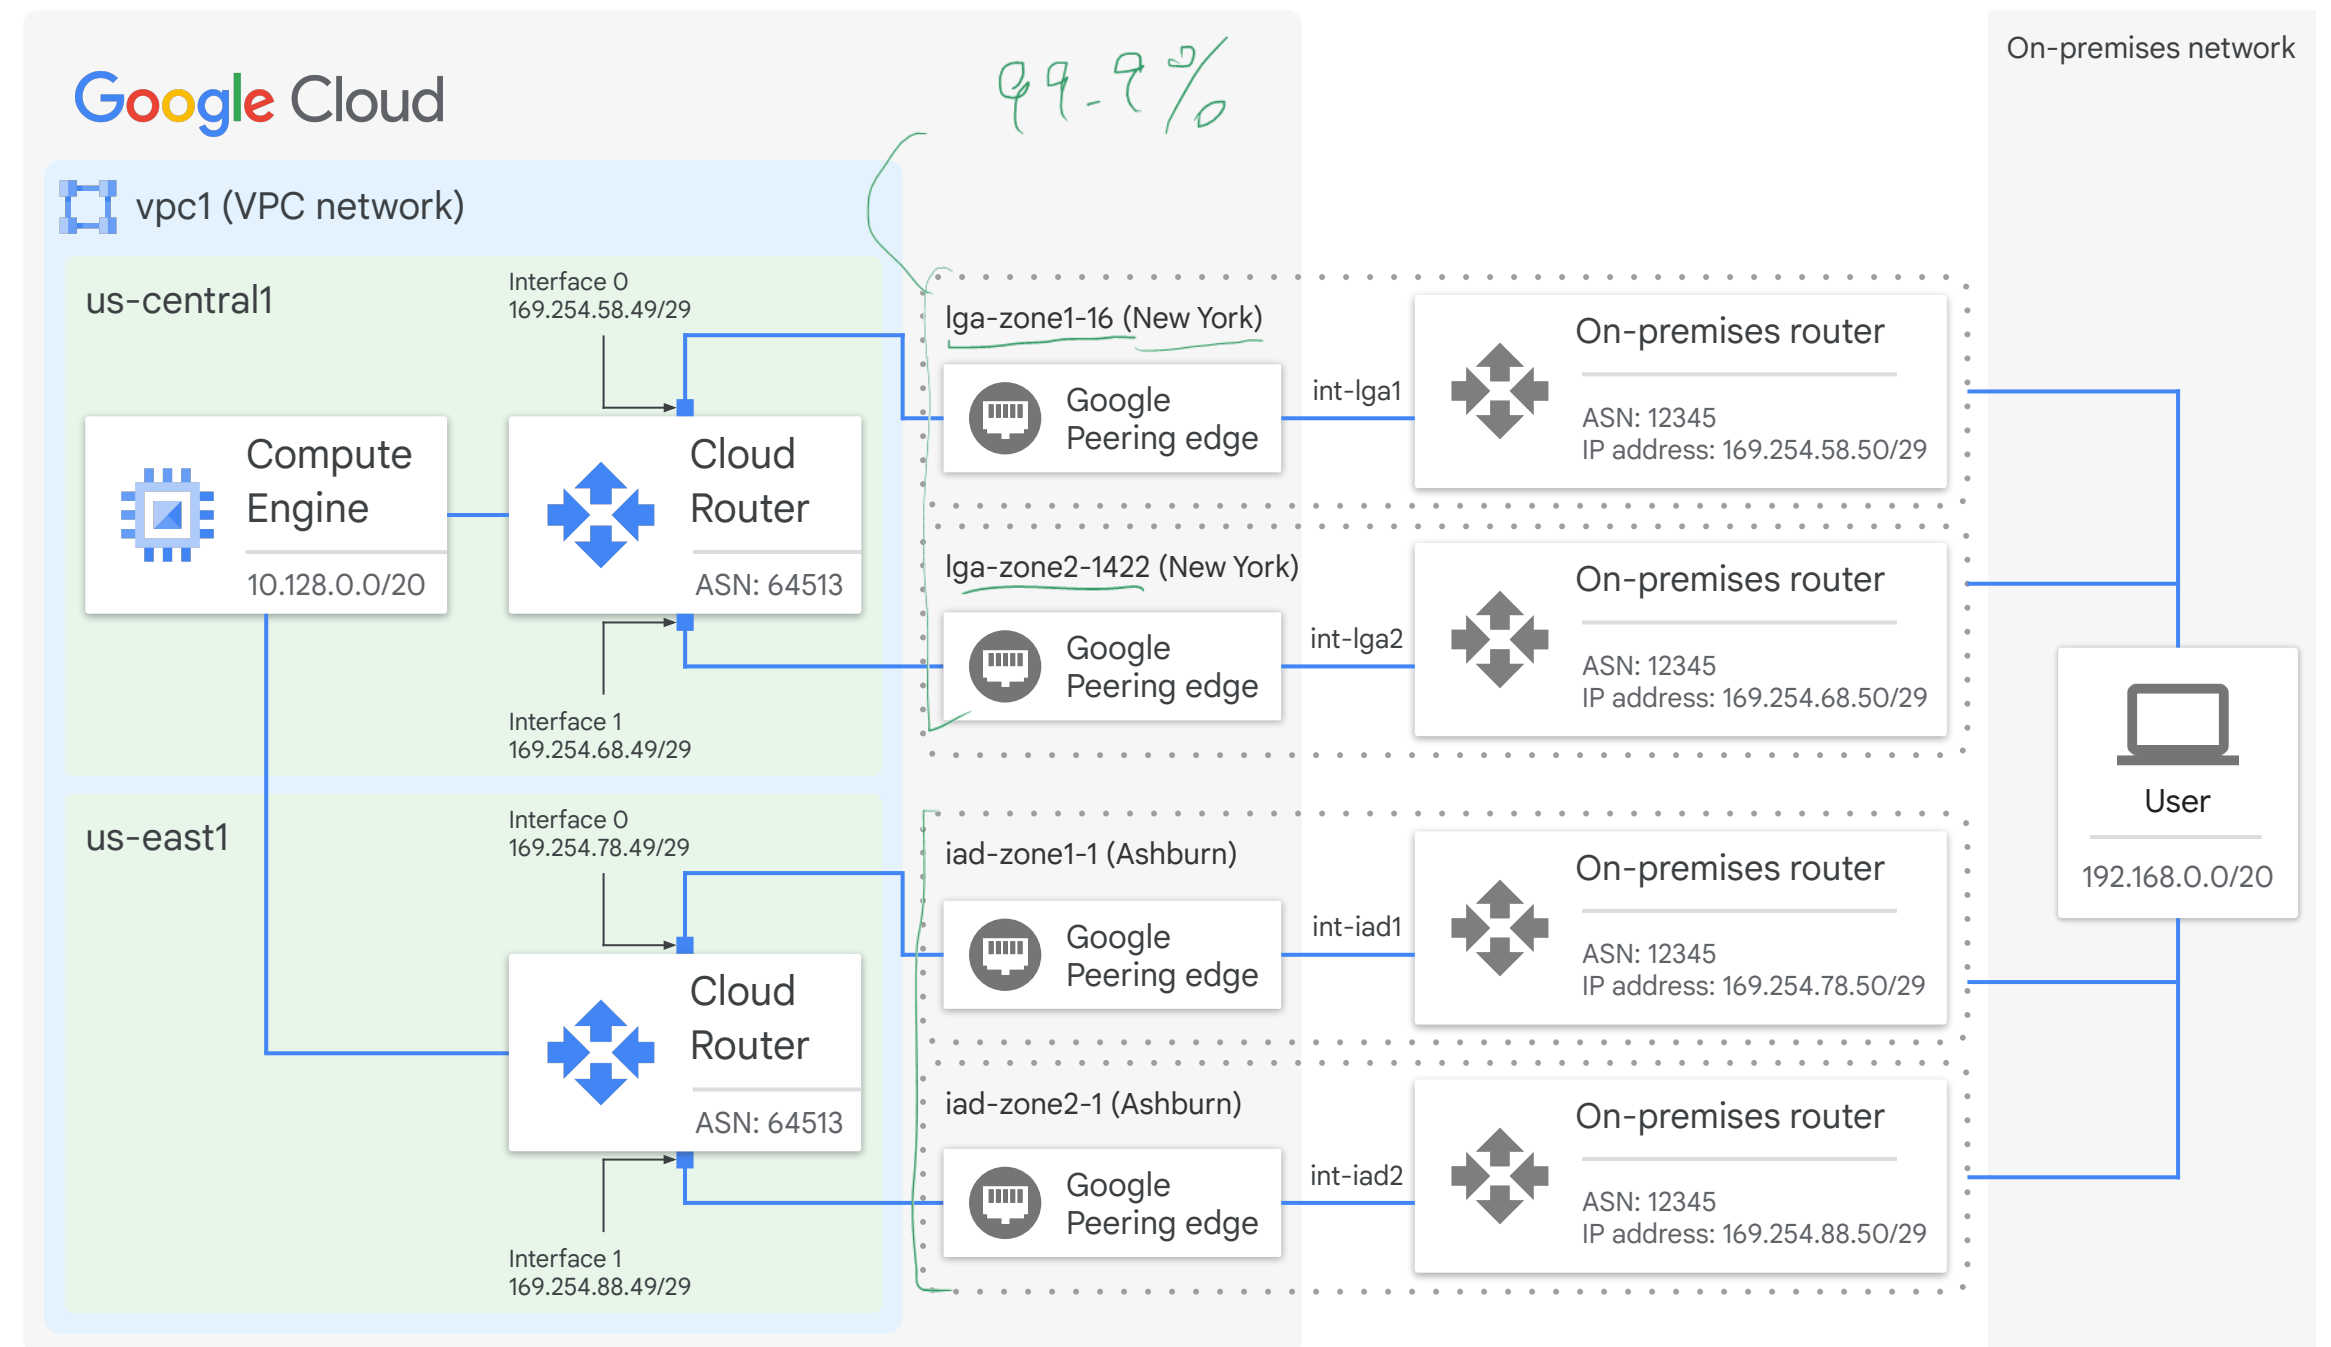 On-premises network
99.9%
Google Cloud
vpc1 (VPC network)
us-central1
Interface 0
169.254.58.49/29
Compute
Engine
10.128.0.0/20
Cloud
Router
ASN: 64513
Interface 1
169.254.68.49/29
lga-zone1-16 (New York)
Google
Peering edge
int-lga1
On-premises router
ASN: 12345
IP address: 169.254.58.50/29
lga-zone2-1422 (New York)
Google
Peering edge
int-lga2
On-premises router
ASN: 12345
IP address: 169.254.68.50/29
us-east1
Interface 0
169.254.78.49/29
Cloud
Router
ASN: 64513
Interface 1
169.254.88.49/29
iad-zone1-1 (Ashburn)
Google
Peering edge
int-iad1
On-premises router
ASN: 12345
IP address: 169.254.78.50/29
iad-zone2-1 (Ashburn)
Google
Peering edge
int-iad2
On-premises router
ASN: 12345
IP address: 169.254.88.50/29
User
192.168.0.0/20